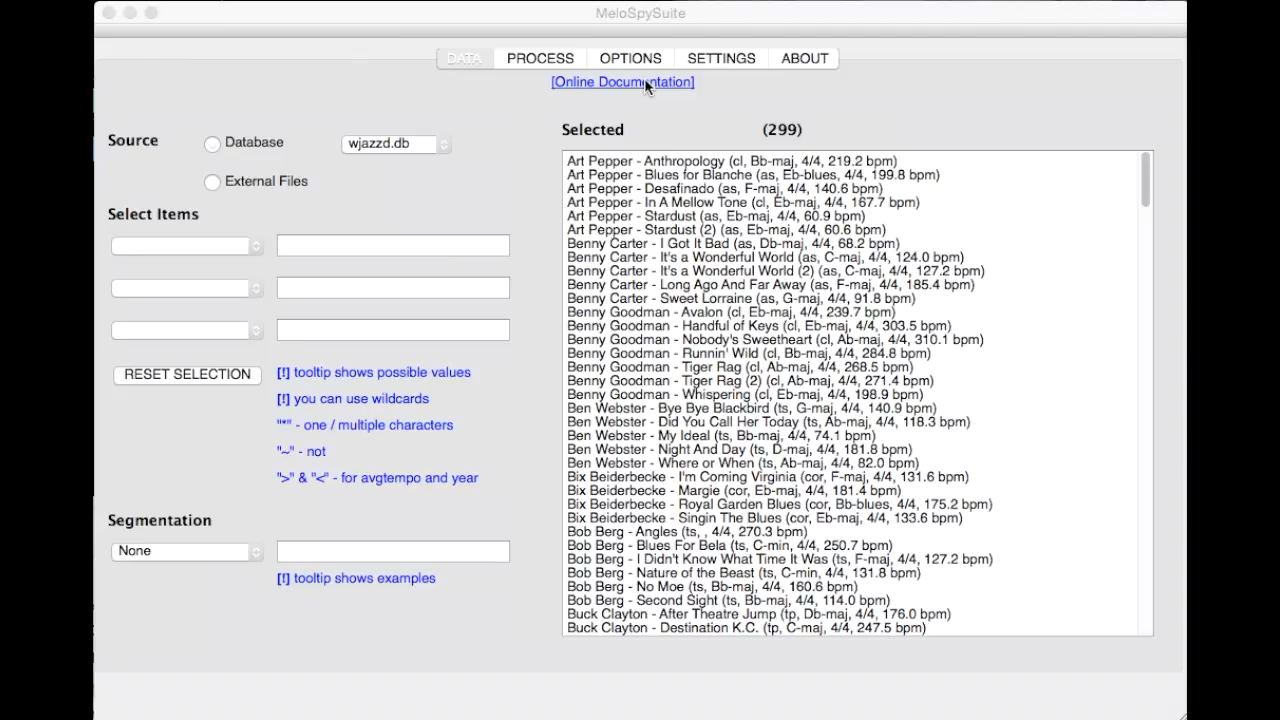 MeloSpySuite
DATA PROCESS OPTIONS SETTINGS ABOUT
[Online Documentation]
Source
Database
wjazzd.db
External Files
Select Items
RESET SELECTION
[!] tooltip shows possible values
[!] you can use wildcards
"*" - one / multiple characters
"~" - not
">" & "<" - for avgtempo and year
Segmentation
None
[!] tooltip shows examples
Selected (299)
Art Pepper - Anthropology (cl, Bb-maj, 4/4, 219.2 bpm)
Art Pepper - Blues for Blanche (as, Eb-blues, 4/4, 199.8 bpm)
Art Pepper - Desafinado (as, F-maj, 4/4, 140.6 bpm)
Art Pepper - In A Mellow Tone (cl, F-maj, 4/4, 167.7 bpm)
Art Pepper - Stardust (as, Eb-maj, 4/4, 60.9 bpm)
Art Pepper - Stardust (2) (as, Eb-maj, 4/4, 60.6 bpm)
Benny Carter - I Got It Bad (as, Db-maj, 4/4, 68.2 bpm)
Benny Carter - It's a Wonderful World (as, C-maj, 4/4, 124.0 bpm)
Benny Carter - It's a Wonderful World (2) (as, C-maj, 4/4, 127.2 bpm)
Benny Carter - Long Ago And Far Away (as, F-maj, 4/4, 185.4 bpm)
Benny Carter - Sweet Lorraine (as, G-maj, 4/4, 91.8 bpm)
Benny Goodman - Avalon (cl, Eb-maj, 4/4, 239.7 bpm)
Benny Goodman - Handful of Keys (cl, Eb-maj, 4/4, 303.5 bpm)
Benny Goodman - Nobody's Sweetheart (cl, Ab-maj, 4/4, 310.1 bpm)
Benny Goodman - Runnin' Wild (cl, Bb-maj, 4/4, 284.8 bpm)
Benny Goodman - Tiger Rag (cl, Ab-maj, 4/4, 268.5 bpm)
Benny Goodman - Tiger Rag (2) (cl, Ab-maj, 4/4, 271.4 bpm)
Benny Goodman - Whispering (cl, Eb-maj, 4/4, 198.9 bpm)
Ben Webster - Bye Bye Blackbird (ts, G-maj, 4/4, 140.9 bpm)
Ben Webster - Did You Call Her Today (ts, Ab-maj, 4/4, 118.3 bpm)
Ben Webster - My Ideal (ts, Bb-maj, 4/4, 74.1 bpm)
Ben Webster - Night And Day (ts, D-maj, 4/4, 181.8 bpm)
Ben Webster - Where or When (ts, Ab-maj, 4/4, 82.0 bpm)
Bix Beiderbecke - I'm Coming Virginia (cor, F-maj, 4/4, 131.6 bpm)
Bix Beiderbecke - Margie (cor, Eb-maj, 4/4, 181.4 bpm)
Bix Beiderbecke - Royal Garden Blues (cor, Bb-blues, 4/4, 175.2 bpm)
Bix Beiderbecke - Singin The Blues (cor, Eb-maj, 4/4, 133.6 bpm)
Bob Berg - Angles (ts, , 4/4, 270.3 bpm)
Bob Berg - Blues For Bela (ts, C-min, 4/4, 250.7 bpm)
Bob Berg - I Didn't Know What Time It Was (ts, F-maj, 4/4, 127.2 bpm)
Bob Berg - Nature of the Beast (ts, C-min, 4/4, 131.8 bpm)
Bob Berg - No Moe (ts, Bb-maj, 4/4, 160.6 bpm)
Bob Berg - Second Sight (ts, Bb-maj, 4/4, 114.0 bpm)
Buck Clayton - After Theatre Jump (tp, Db-maj, 4/4, 176.0 bpm)
Buck Clayton - Destination K.C. (tp, C-maj, 4/4, 247.5 bpm)